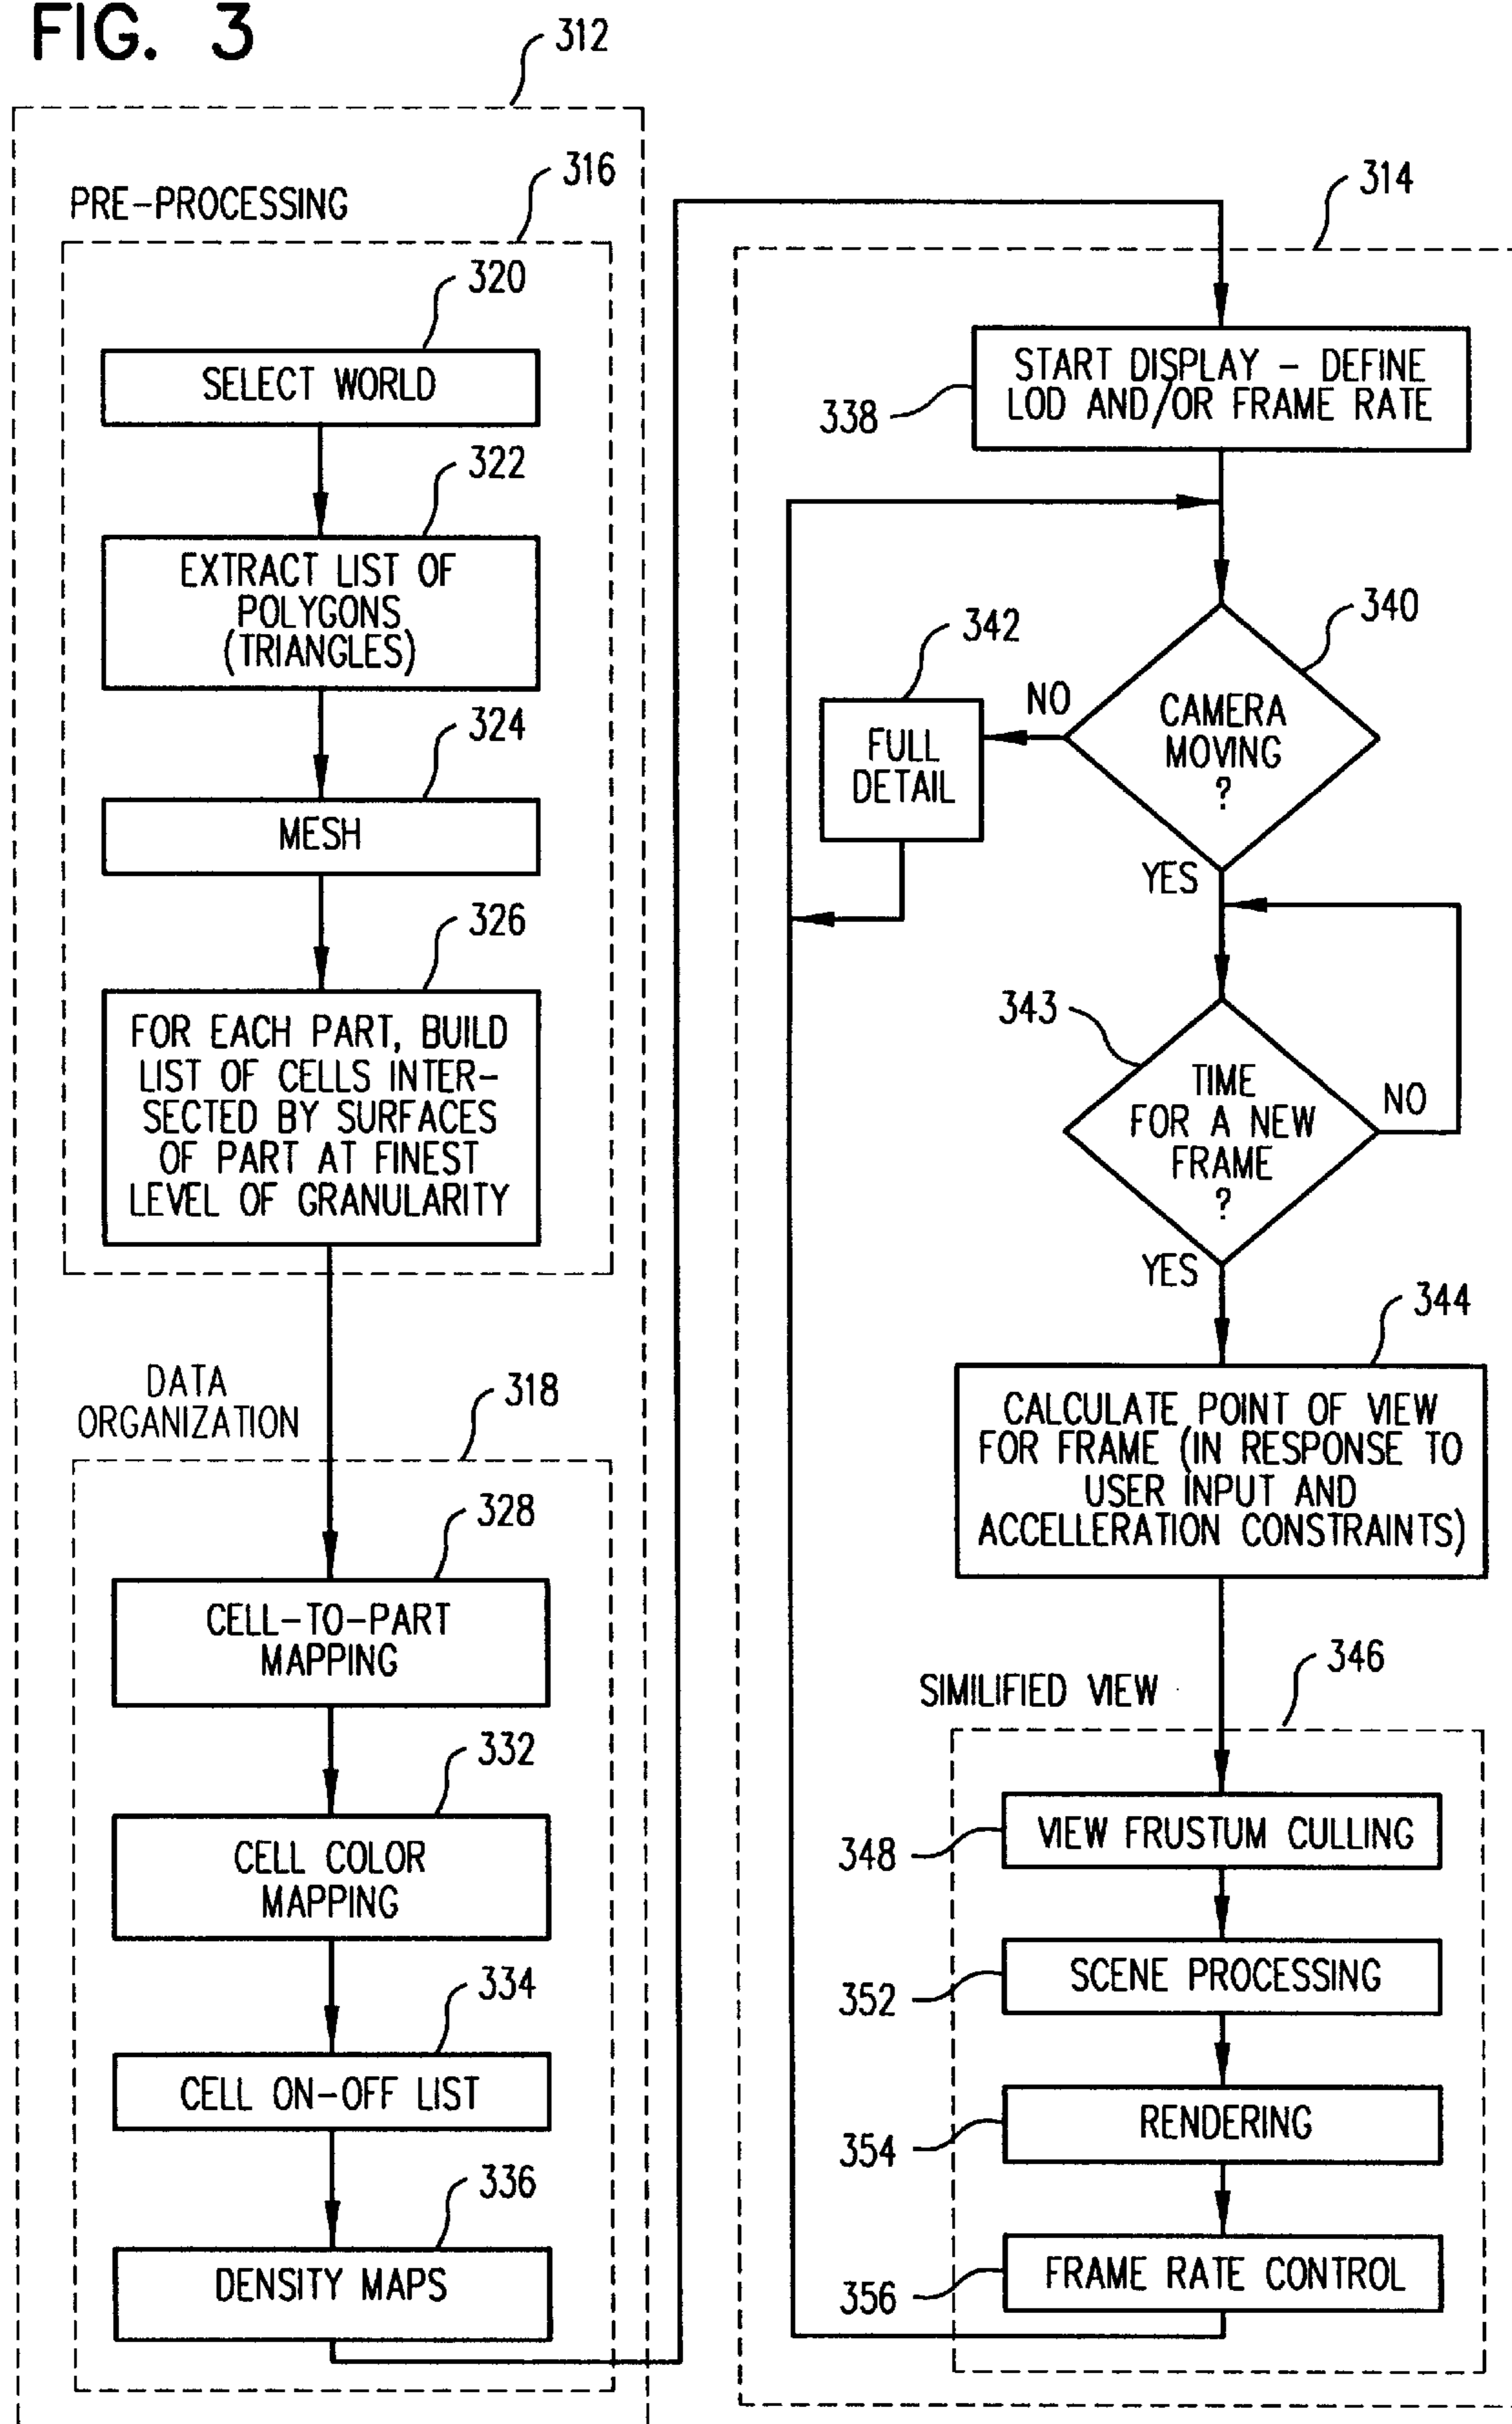 FIG. 3
312
PRE-PROCESSING
316
320
SELECT WORLD
322
EXTRACT LIST OF
POLYGONS
(TRIANGLES)
324
MESH
326
FOR EACH PART, BUILD
LIST OF CELLS INTER-
SECTED BY SURFACES
OF PART AT FINEST
LEVEL OF GRANULARITY
DATA
ORGANIZATION
318
328
CELL-TO-PART
MAPPING
332
CELL COLOR
MAPPING
334
CELL ON-OFF LIST
336
DENSITY MAPS
314
START DISPLAY - DEFINE
LOD AND/OR FRAME RATE
338
340
CAMERA
MOVING
?
NO
342
FULL
DETAIL
YES
343
TIME
FOR A NEW
FRAME
?
NO
YES
344
CALCULATE POINT OF VIEW
FOR FRAME (IN RESPONSE TO
USER INPUT AND
ACCELLERATION CONSTRAINTS)
SIMILIFIED VIEW
346
VIEW FRUSTUM CULLING
348
SCENE PROCESSING
352
RENDERING
354
FRAME RATE CONTROL
356